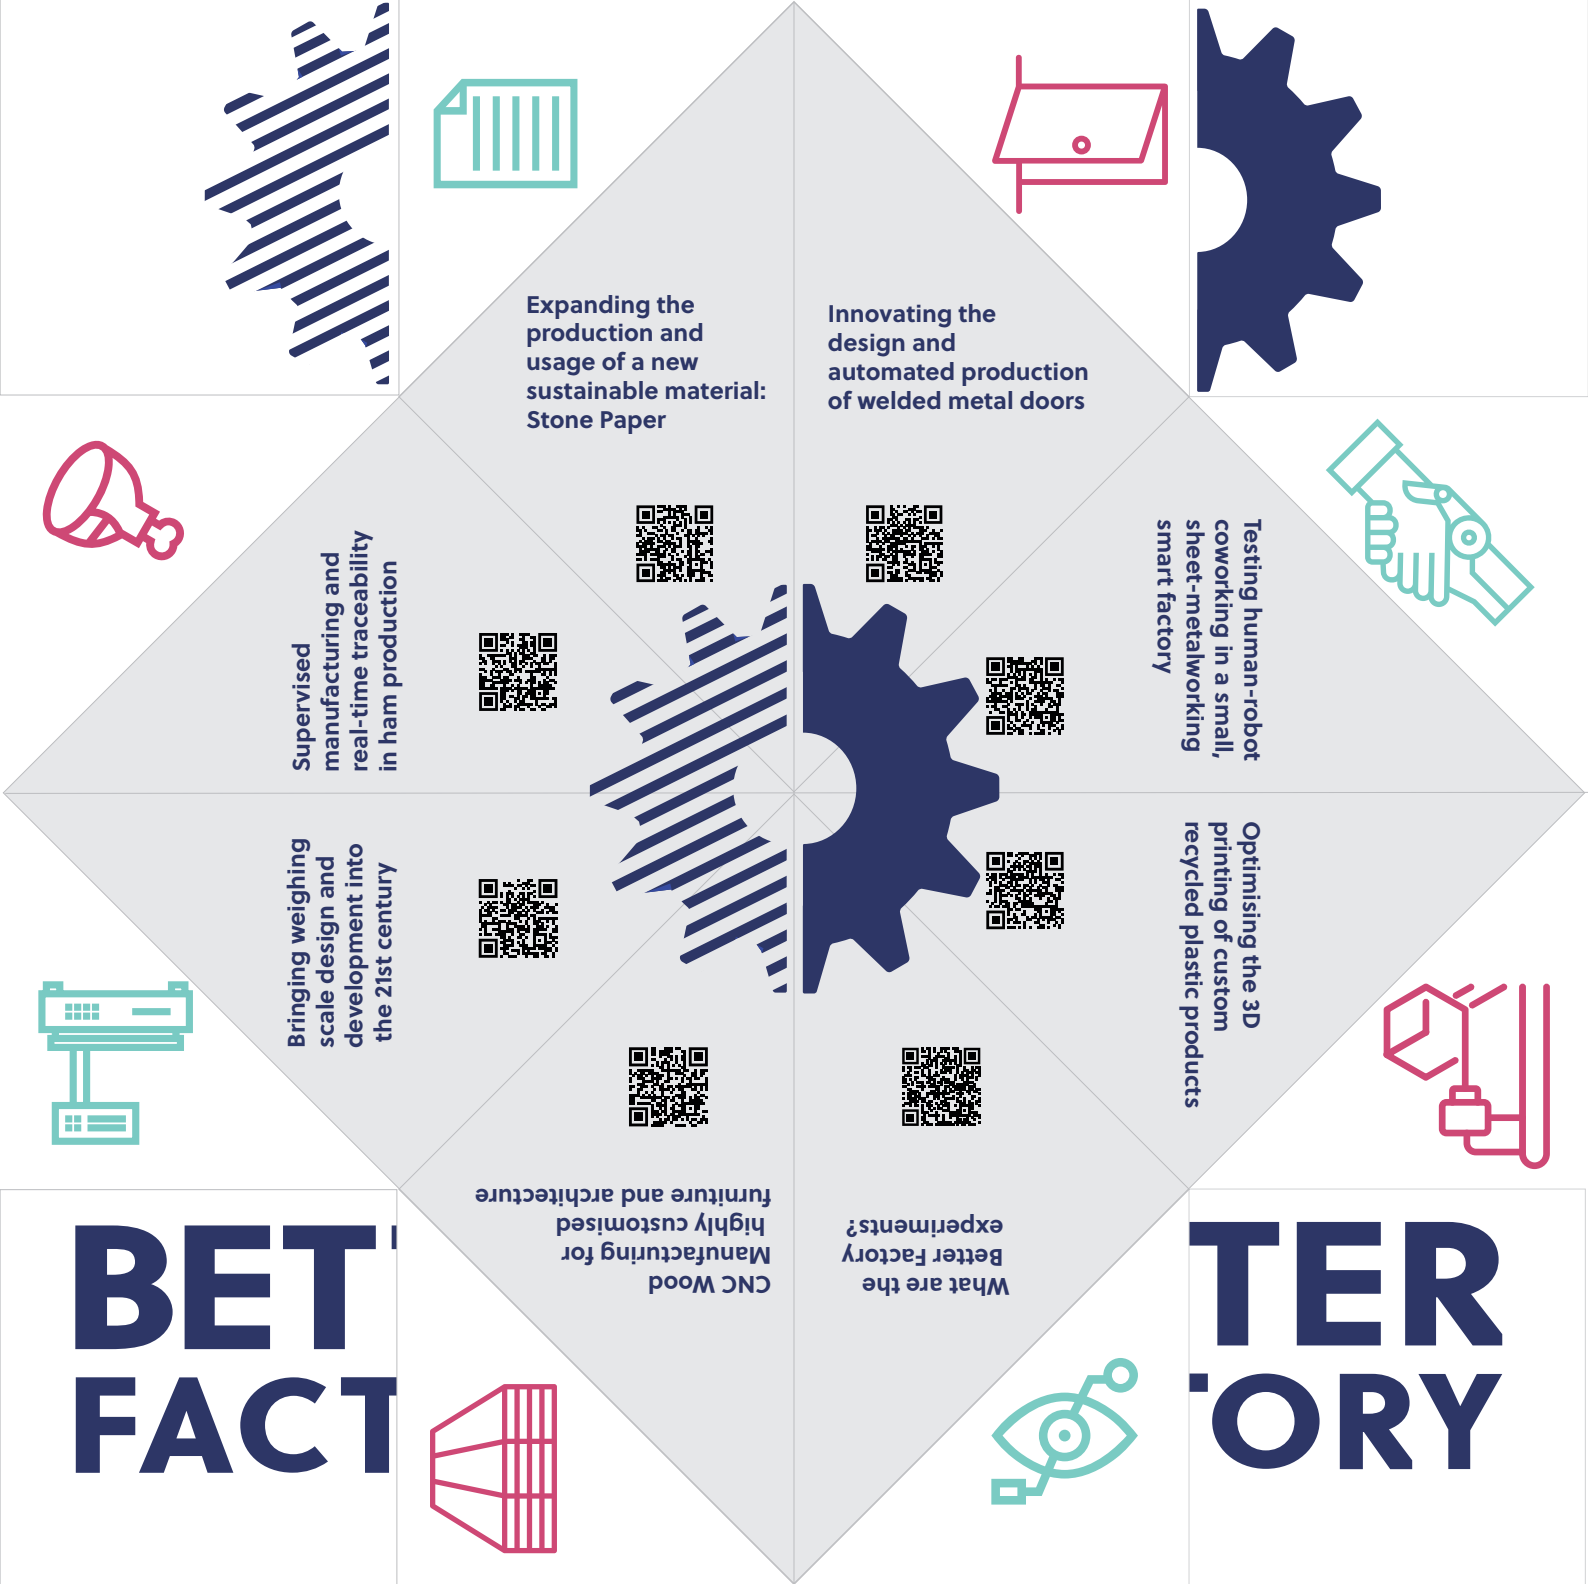 Expanding the
production and
usage of a new
sustainable material:
Stone Paper
Innovating the
design and
automated production
of welded metal doors
Testing human-robot
coworking in a small,
sheet-metalworking
smart factory
Optimising the 3D
printing of custom
recycled plastic products
What are the
Better Factory
experiments?
CNC Wood
Manufacturing for
highly customised
furniture and architecture
Bringing weighing
scale design and
development into
the 21st century
Supervised
manufacturing and
real-time traceability
in ham production
BET
FACT
TER
TORY